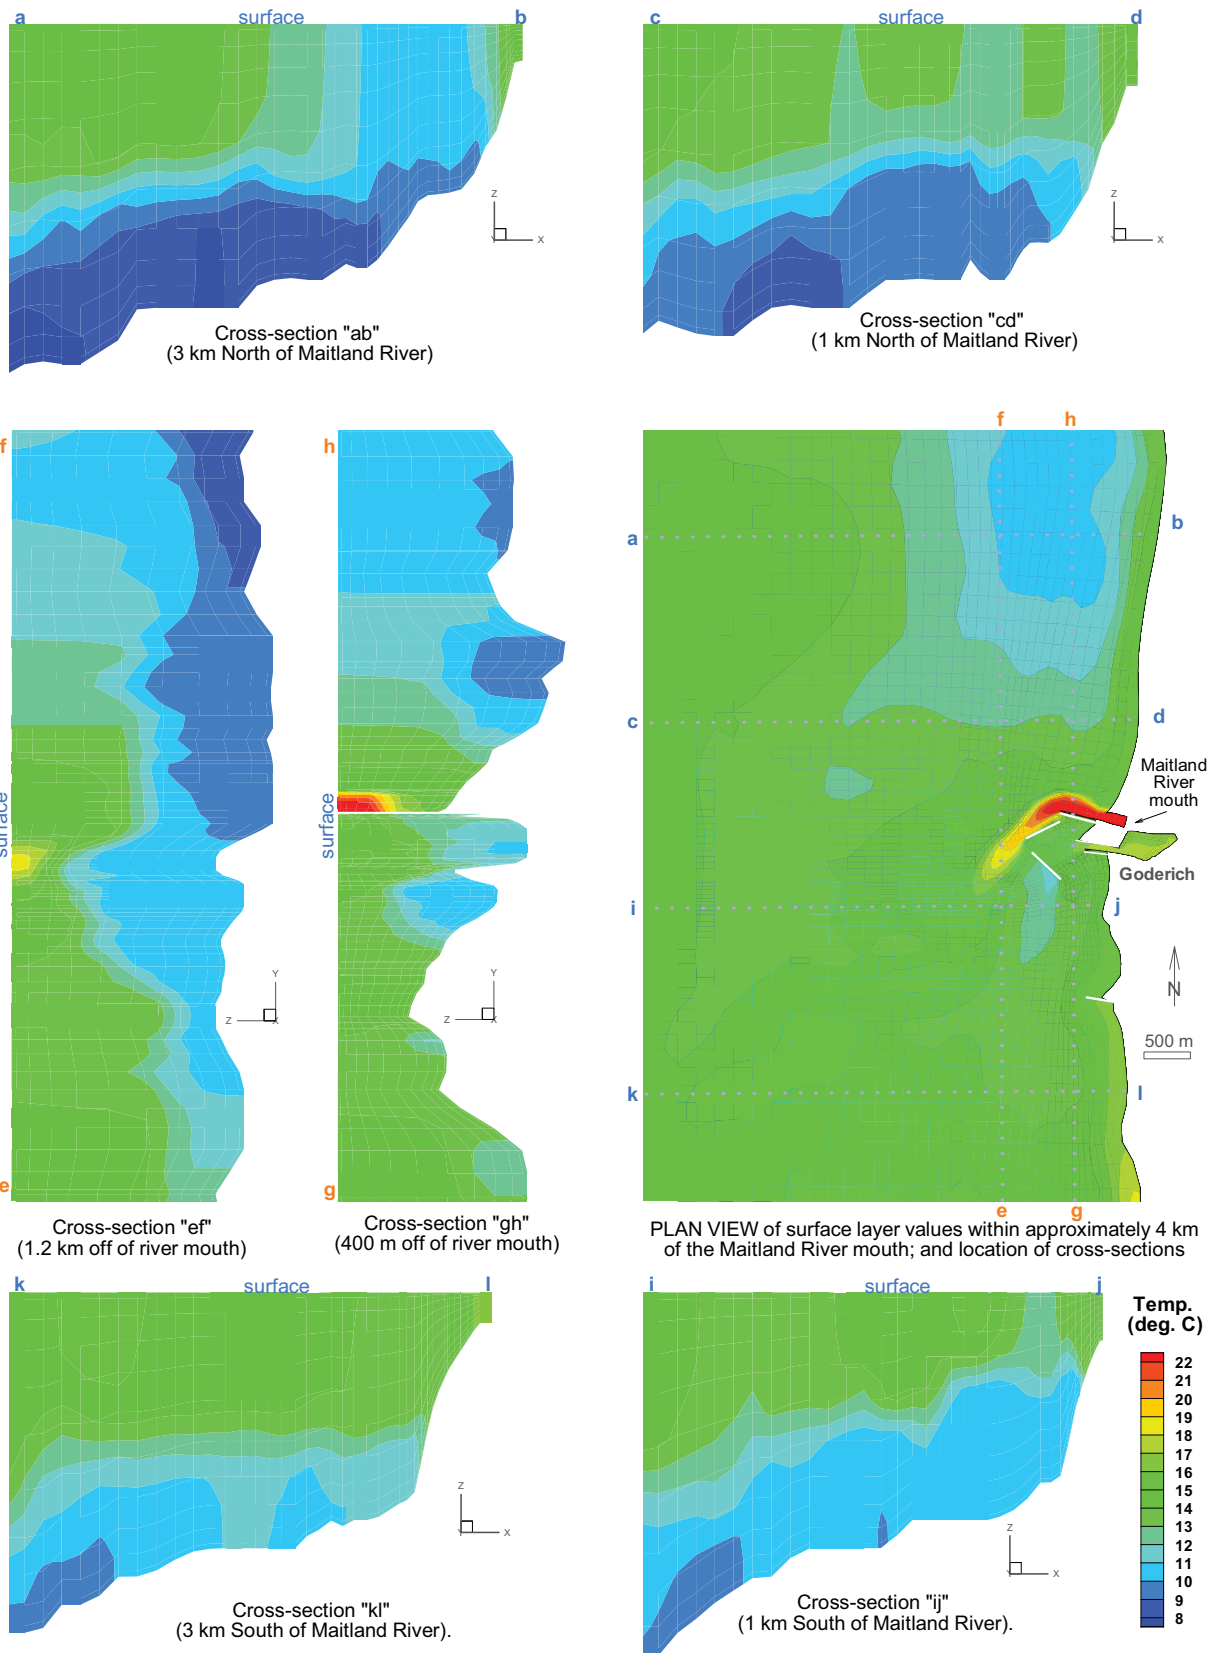 a
surface
b
c
surface
d
Z
X
Y
Z
X
Y
Cross-section "ab"
(3 km North of Maitland River)
Cross-section "cd"
(1 km North of Maitland River)
f
h
f
h
a
b
c
d
surface
surface
Maitland
River
mouth
Goderich
i
j
N
500 m
k
l
Y
Z
X
Y
Z
X
e
g
e
g
Cross-section "ef"
(1.2 km off of river mouth)
Cross-section "gh"
(400 m off of river mouth)
PLAN VIEW of surface layer values within approximately 4 km
of the Maitland River mouth; and location of cross-sections
k
surface
l
i
surface
j
Temp.
(deg. C)
22
21
20
19
18
17
16
15
14
13
12
11
10
9
8
Z
X
Y
Z
X
Y
Cross-section "kl"
(3 km South of Maitland River).
Cross-section "ij"
(1 km South of Maitland River).